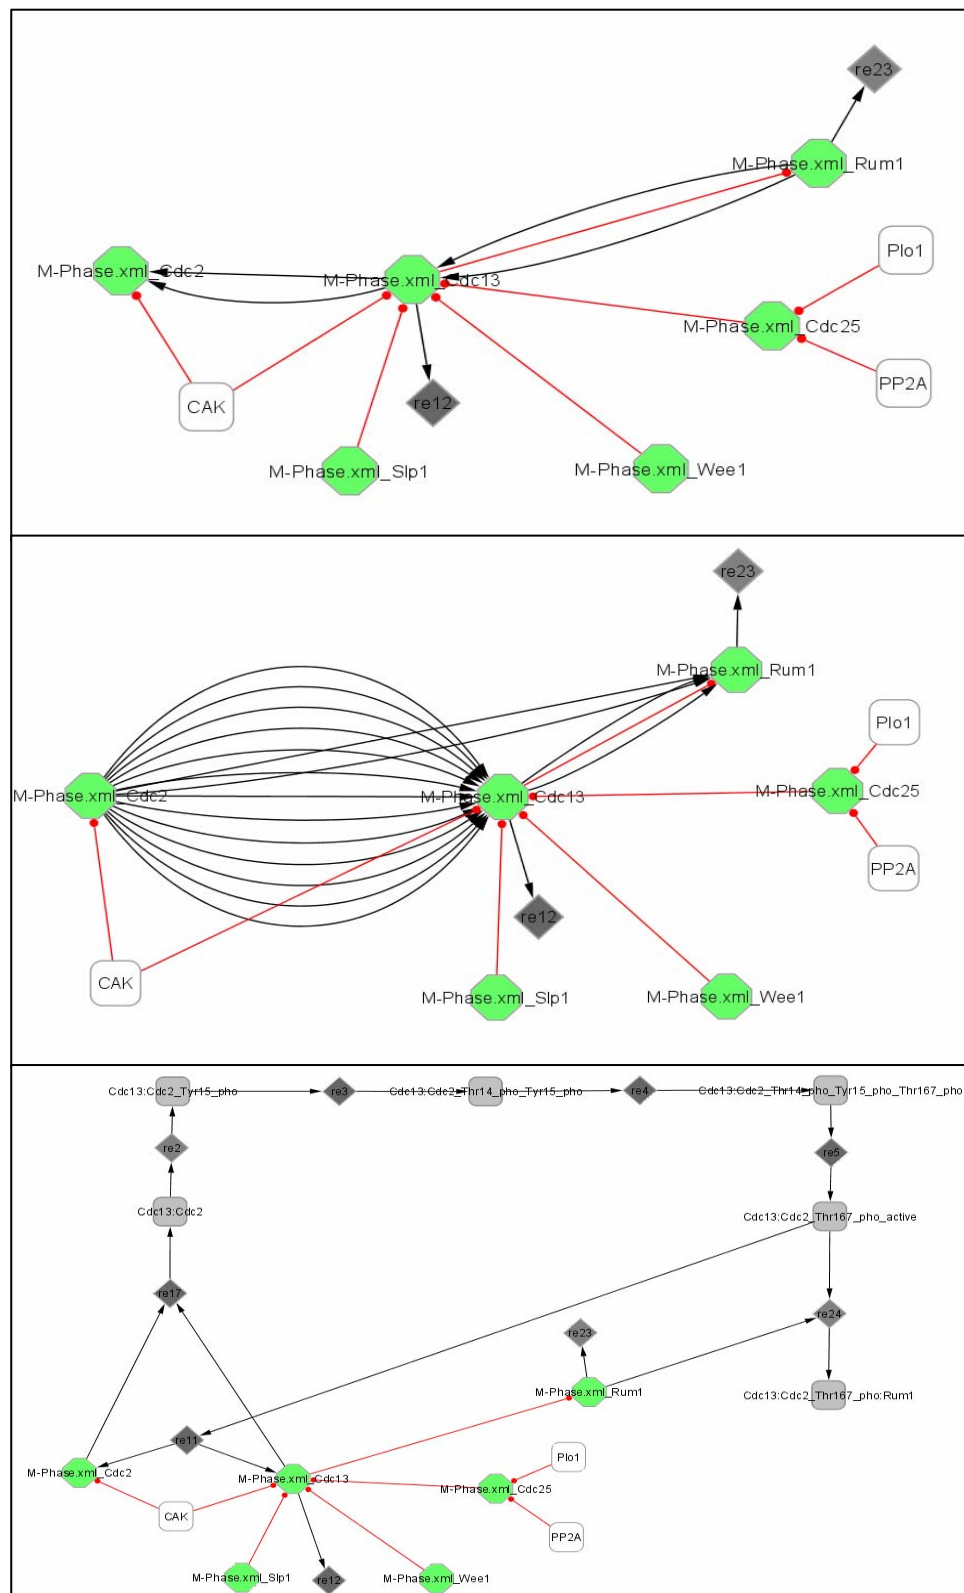 re23
M-Phase.xml_Rum1
Plo1
M-Phase.xml_Cdc2
M-Phase.xml_Cdc13
M-Phase.xml_Cdc25
PP2A
CAK
re12
M-Phase.xml_Slp1
M-Phase.xml_Wee1
re23
M-Phase.xml_Rum1
Plo1
M-Phase.xml_Cdc2
M-Phase.xml_Cdc13
M-Phase.xml_Cdc25
PP2A
re12
CAK
M-Phase.xml_Slp1
M-Phase.xml_Wee1
Cdc13:Cdc2_Tyr15_pho
re3
Cdc13:Cdc2_Thr14_pho_Tyr15_pho
re4
Cdc13:Cdc2_Thr14_pho_Tyr15_pho_Thr167_pho
re2
re5
Cdc13:Cdc2
Cdc13:Cdc2_Thr167_pho_active
re17
re24
re23
M-Phase.xml_Rum1
Cdc13:Cdc2_Thr167_pho:Rum1
re11
M-Phase.xml_Cdc2
M-Phase.xml_Cdc13
Plo1
M-Phase.xml_Cdc25
CAK
PP2A
M-Phase.xml_Slp1
re12
M-Phase.xml_Wee1